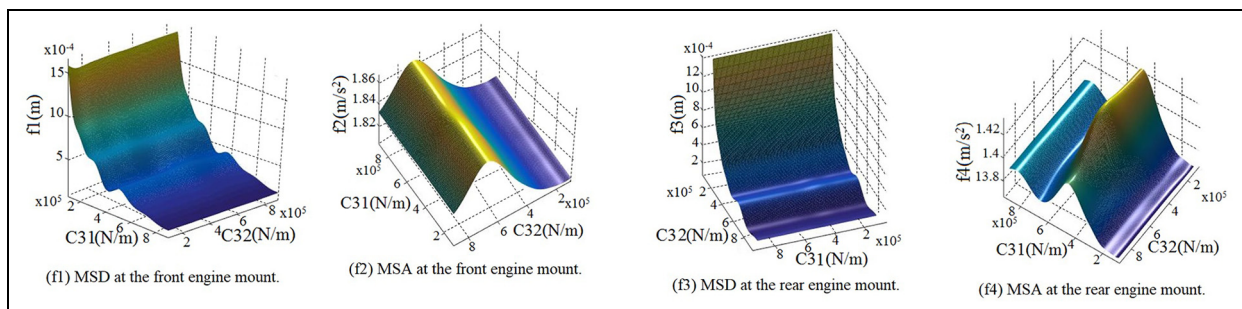 x10⁻⁴
15
10
5
f1(m)
x10⁵
2
4
6
8
C31(N/m)
2
4
6
8
x10⁵
C32(N/m)
(f1) MSD at the front engine mount.
1.86
1.84
1.82
f2(m/s²)
8
x10⁵
6
4
2
C31(N/m)
x10⁵
2
4
6
8
C32(N/m)
(f2) MSA at the front engine mount.
x10⁻⁴
12
10
8
6
4
2
f3(m)
x10⁵
2
4
6
8
C32(N/m)
8
6
4
2
x10⁵
C31(N/m)
(f3) MSD at the rear engine mount.
1.42
1.4
13.8
f4(m/s²)
8
x10⁵
6
4
2
C31(N/m)
x10⁵
2
4
6
8
C32(N/m)
(f4) MSA at the rear engine mount.